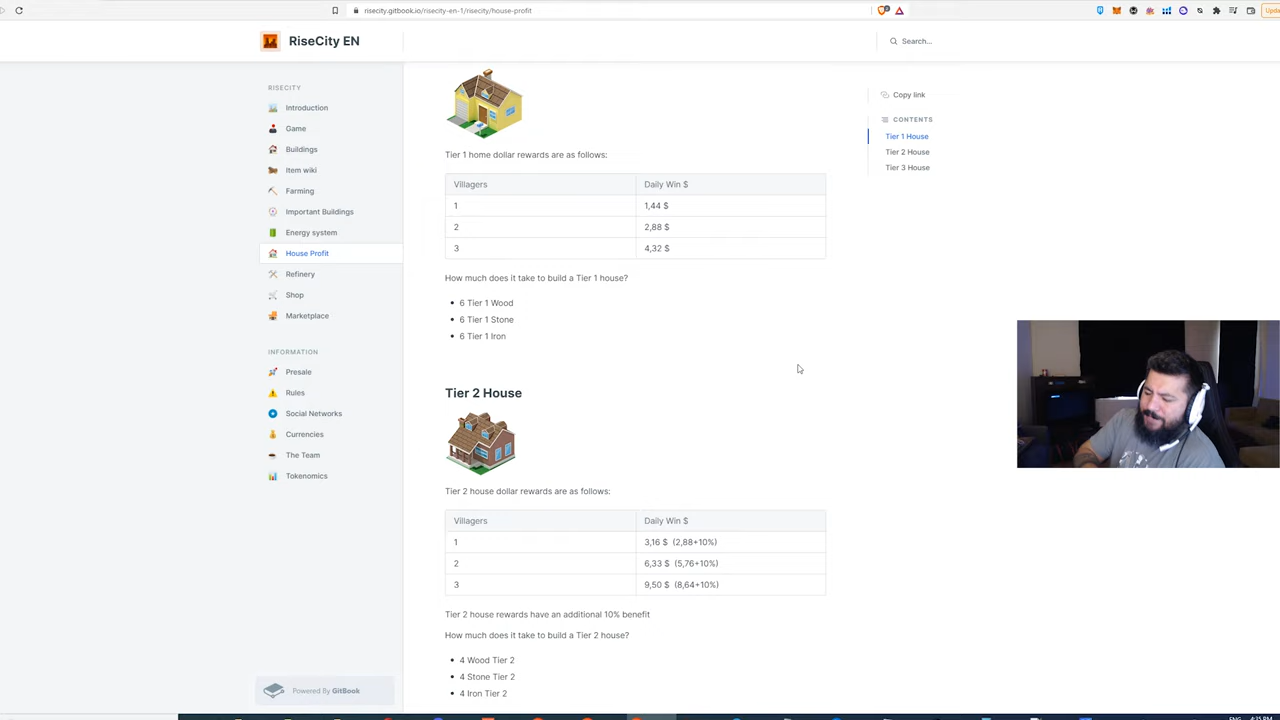 risecity.gitbook.io/risecity-en-1/risecity/house-profit
RiseCity EN
Search...
RISECITY
Introduction
Game
Buildings
Item wiki
Farming
Important Buildings
Energy system
House Profit
Refinery
Shop
Marketplace
INFORMATION
Presale
Rules
Social Networks
Currencies
The Team
Tokenomics
Powered By GitBook
Tier 1 home dollar rewards are as follows:
Villagers Daily Win $
1 1,44 $
2 2,88 $
3 4,32 $
How much does it take to build a Tier 1 house?
• 6 Tier 1 Wood
• 6 Tier 1 Stone
• 6 Tier 1 Iron
Tier 2 House
Tier 2 house dollar rewards are as follows:
Villagers Daily Win $
1 3,16 $ (2,88+10%)
2 6,33 $ (5,76+10%)
3 9,50 $ (8,64+10%)
Tier 2 house rewards have an additional 10% benefit
How much does it take to build a Tier 2 house?
• 4 Wood Tier 2
• 4 Stone Tier 2
• 4 Iron Tier 2
Copy link
CONTENTS
Tier 1 House
Tier 2 House
Tier 3 House
ENG 4:35 PM